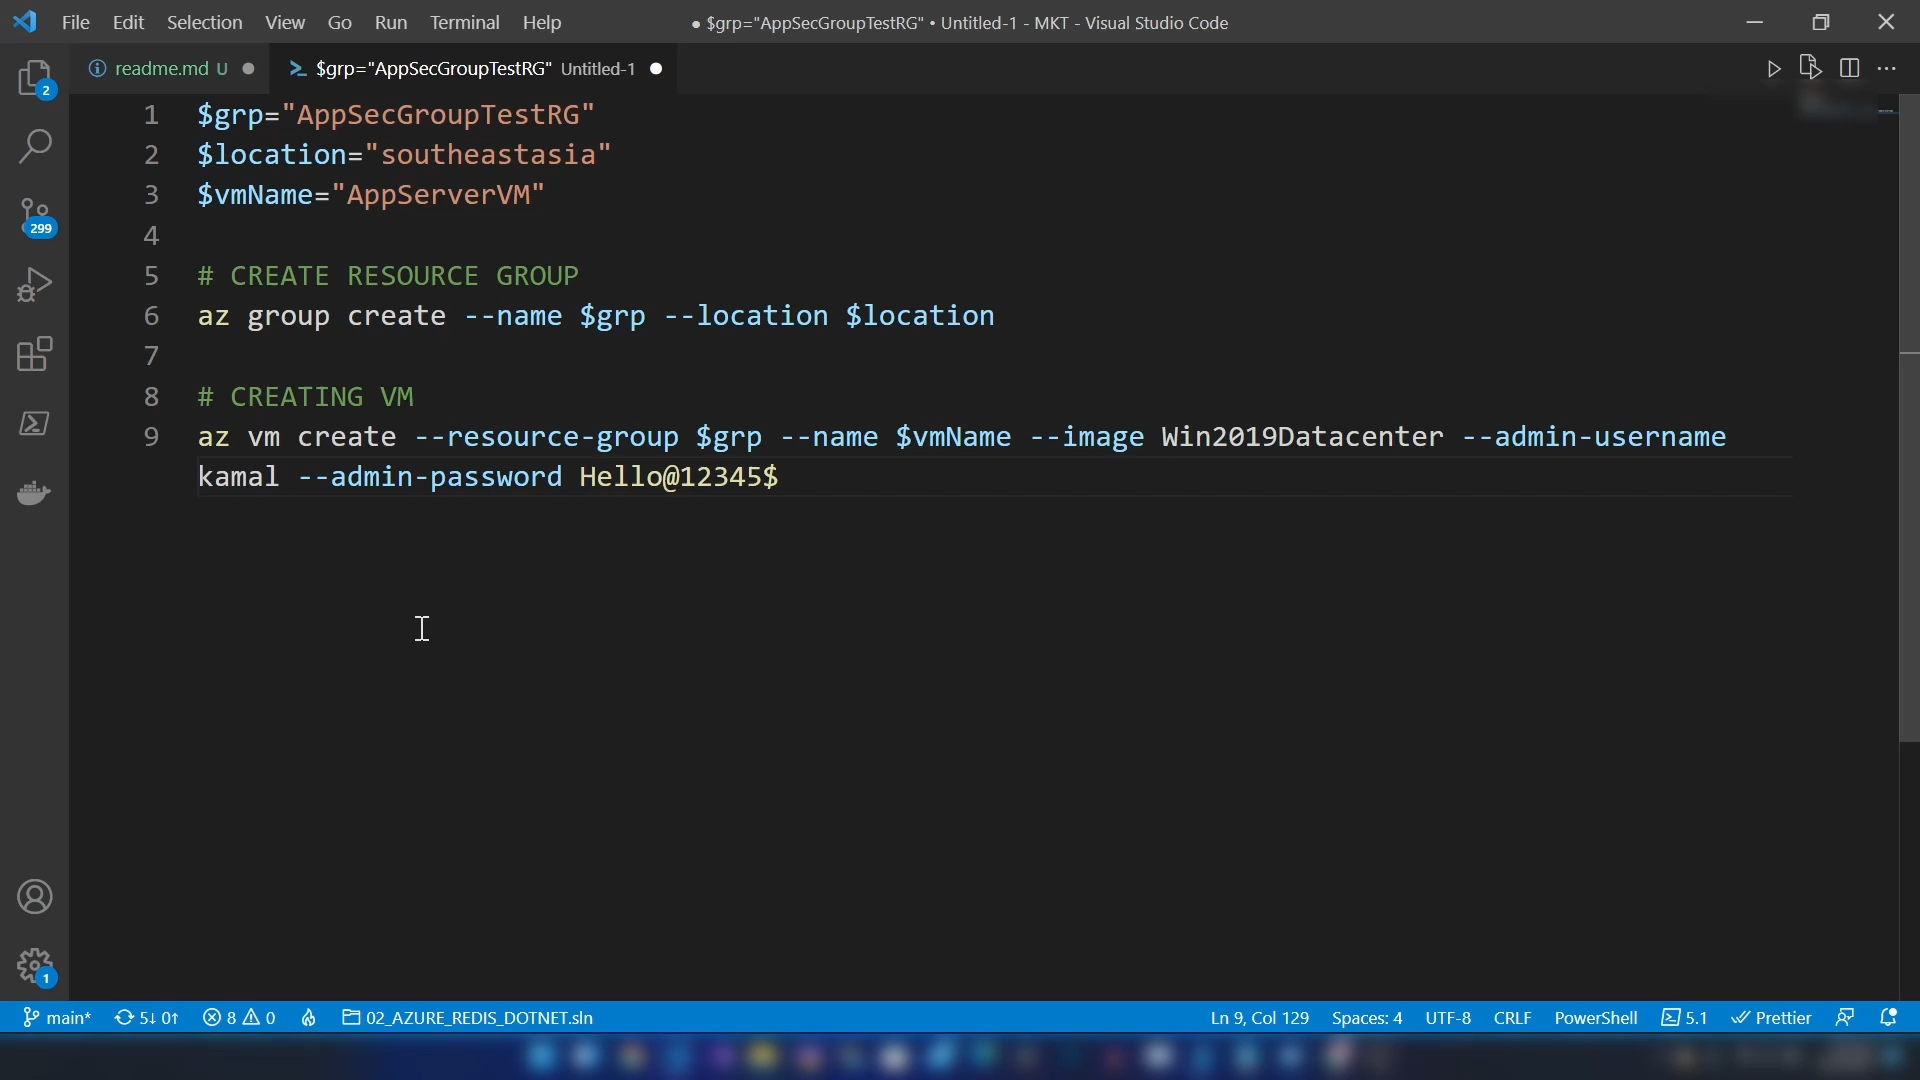 File Edit Selection View Go Run Terminal Help ● $grp="AppSecGroupTestRG" • Untitled-1 - MKT - Visual Studio Code
readme.md U ● $grp="AppSecGroupTestRG" Untitled-1 ●
2
299
1 $grp="AppSecGroupTestRG"
2 $location="southeastasia"
3 $vmName="AppServerVM"
4
5 # CREATE RESOURCE GROUP
6 az group create --name $grp --location $location
7
8 # CREATING VM
9 az vm create --resource-group $grp --name $vmName --image Win2019Datacenter --admin-username
kamal --admin-password Hello@12345$
1
main* 5↓ 0↑ 8 0 02_AZURE_REDIS_DOTNET.sln Ln 9, Col 129 Spaces: 4 UTF-8 CRLF PowerShell 5.1 Prettier